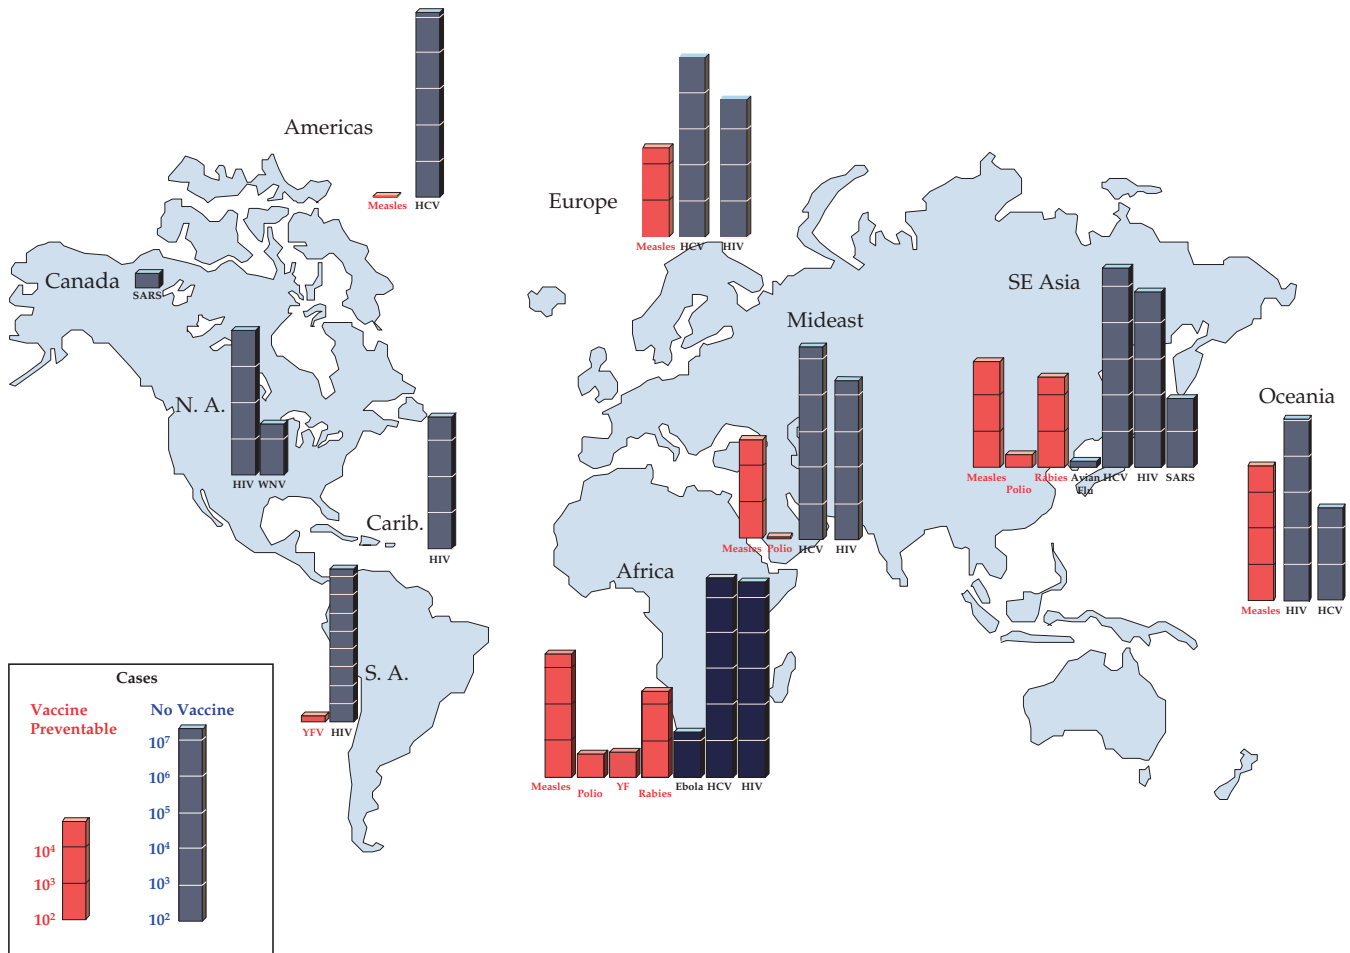 Americas
Measles
HCV
Europe
Measles
HCV
HIV
Canada
SARS
SE Asia
Measles
Polio
Rabies
Avian
Flu
HCV
HIV
SARS
Mideast
Measles
Polio
HCV
HIV
N. A.
HIV
WNV
Oceania
Measles
HIV
HCV
Carib.
HIV
Africa
Measles
Polio
YF
Rabies
Ebola
HCV
HIV
S. A.
YFV
HIV
Cases
Vaccine
Preventable
No Vaccine
10⁴
10³
10²
10⁷
10⁶
10⁵
10⁴
10³
10²